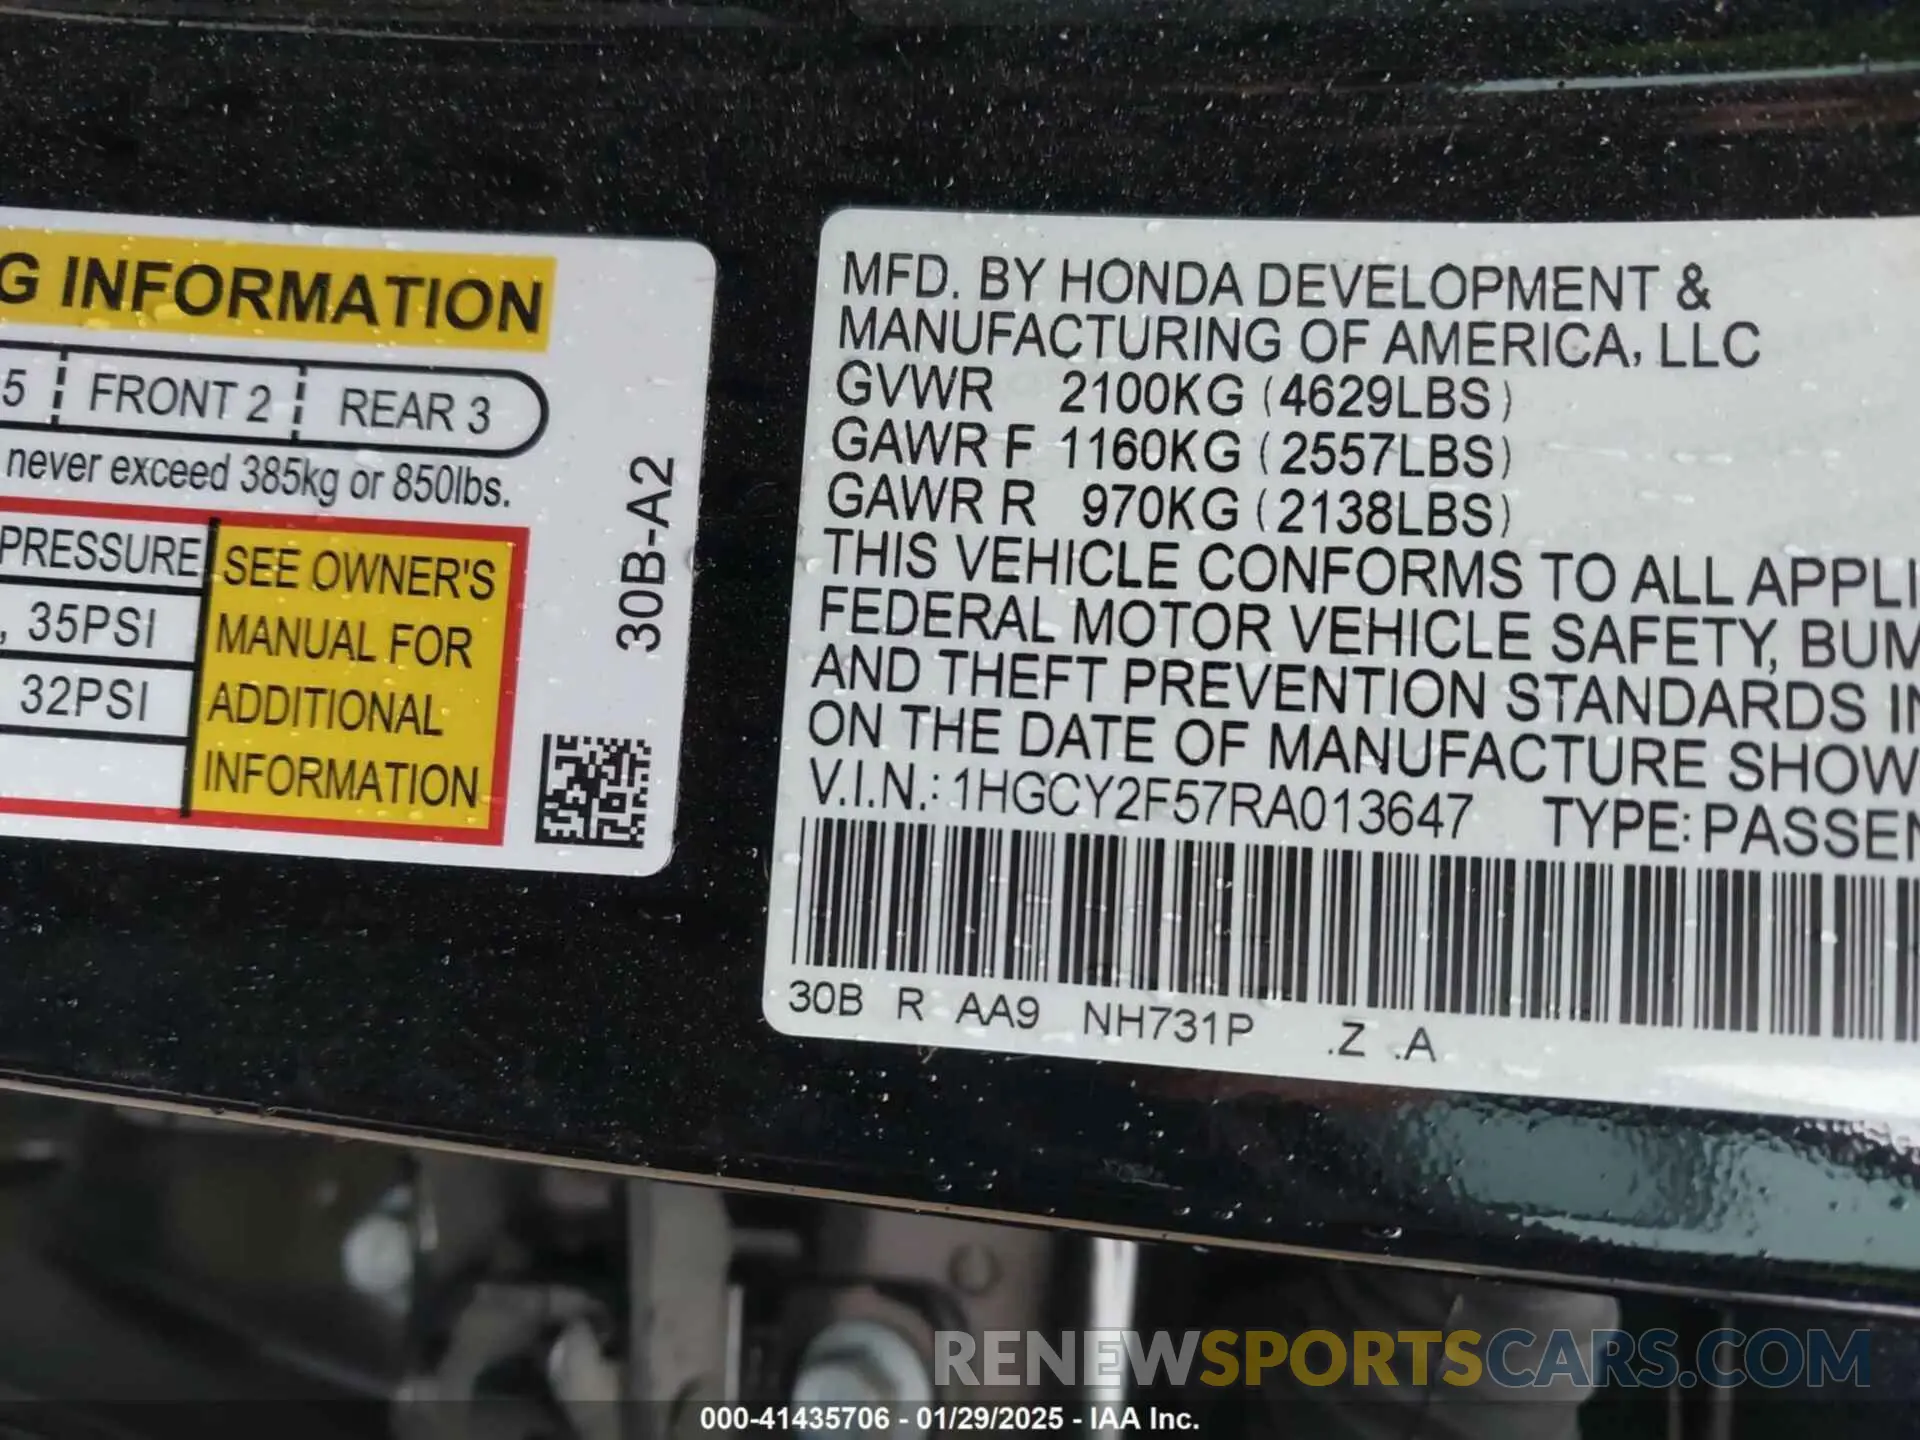 G INFORMATION
5 FRONT 2 REAR 3
never exceed 385kg or 850lbs.
PRESSURE
, 35PSI
32PSI
SEE OWNER'S
MANUAL FOR
ADDITIONAL
INFORMATION
30B-A2
MFD. BY HONDA DEVELOPMENT &
MANUFACTURING OF AMERICA, LLC
GVWR 2100KG (4629LBS)
GAWR F 1160KG (2557LBS)
GAWR R 970KG (2138LBS)
THIS VEHICLE CONFORMS TO ALL APPLI
FEDERAL MOTOR VEHICLE SAFETY, BUM
AND THEFT PREVENTION STANDARDS IN
ON THE DATE OF MANUFACTURE SHOW
V.I.N.: 1HGCY2F57RA013647 TYPE: PASSEN
30B R AA9 NH731P .Z .A
RENEWSPORTSCARS.COM
000-41435706 - 01/29/2025 - IAA Inc.